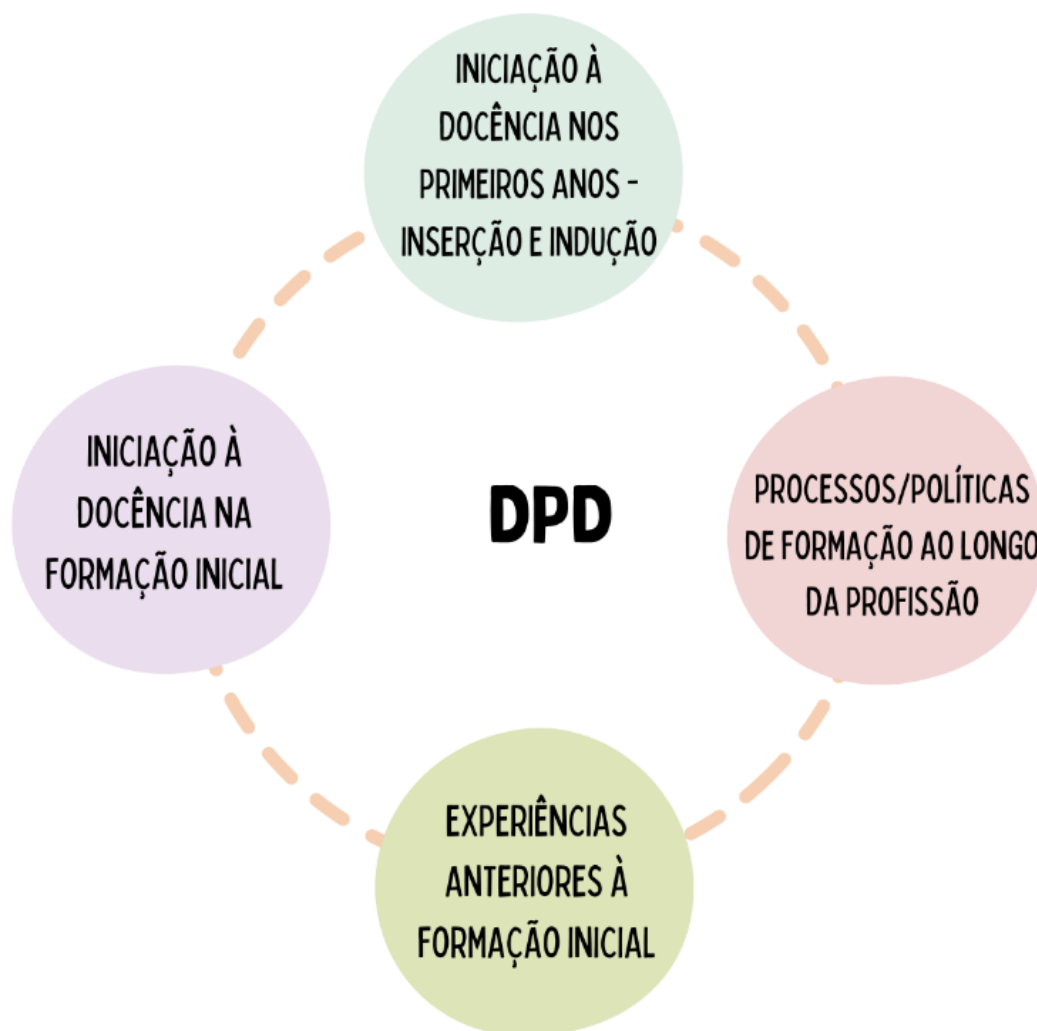 INICIAÇÃO À
DOCÊNCIA NOS
PRIMEIROS ANOS -
INSERÇÃO E INDUÇÃO
INICIAÇÃO À
DOCÊNCIA NA
FORMAÇÃO INICIAL
DPD
PROCESSOS/POLÍTICAS
DE FORMAÇÃO AO LONGO
DA PROFISSÃO
EXPERIÊNCIAS
ANTERIORES À
FORMAÇÃO INICIAL